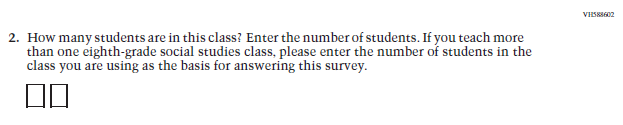 VH588602
2. How many students are in this class? Enter the number of students. If you teach more
than one eighth-grade social studies class, please enter the number of students in the
class you are using as the basis for answering this survey.